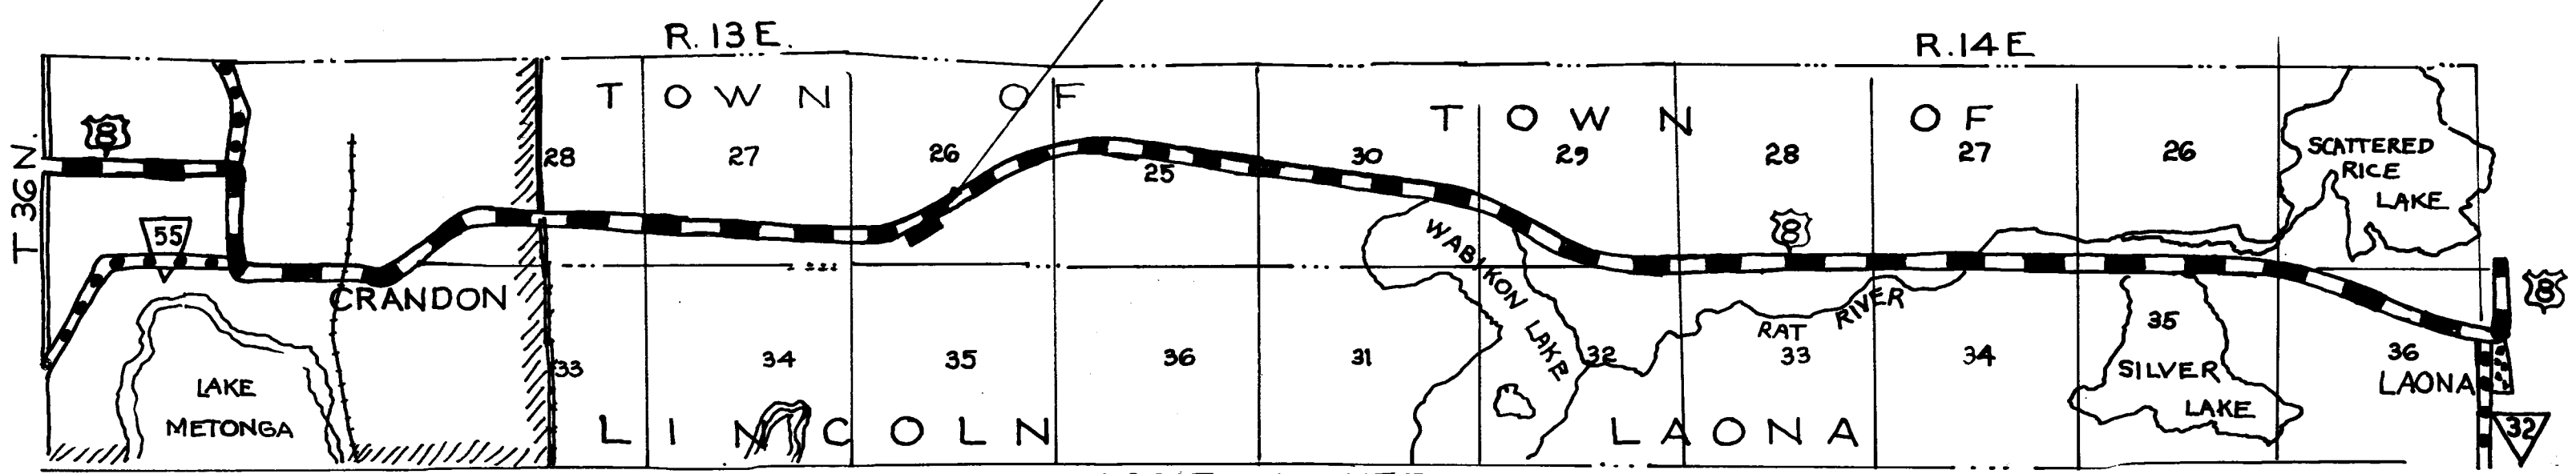 R. 13 E.
R. 14 E
T 36 N.
TOWN OF
LINCOLN
TOWN OF
LAONA
8
55
CRANDON
LAKE
METONGA
28
27
26
25
30
29
28
27
26
33
34
35
36
31
32
33
34
35
36
WABIKON LAKE
8
RAT RIVER
SCATTERED
RICE
LAKE
SILVER
LAKE
LAONA
8
32